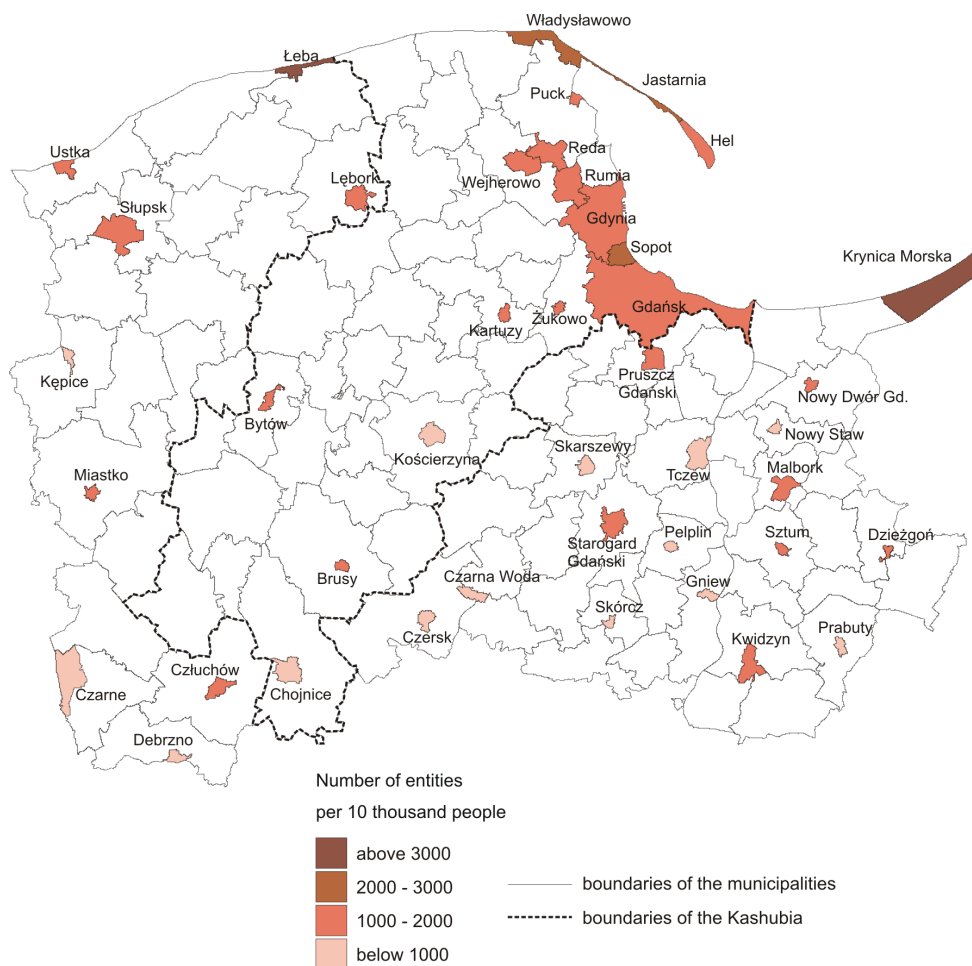 Władysławowo
Łeba
Jastarnia
Puck.
Hel
Ustka
Reda
Lębork
Wejherowo
Rumia
Słupsk
Gdynia
Sopot
Krynica Morska
Gdańsk
Kartuzy
Żukowo
Kępice
Pruszcz
Gdański
Nowy Dwór Gd.
Bytów
Nowy Staw
Kościerzyna
Skarszewy
Tczew
Malbork
Miastko
Starogard
Gdański
Pelplin
Sztum
Dzieżgoń
Brusy
Czarna Woda
Gniew
Skórcz
Czersk
Kwidzyn
Prabuty
Człuchów
Czarne
Chojnice
Debrzno
Number of entities
per 10 thousand people
above 3000
2000 - 3000
1000 - 2000
below 1000
boundaries of the municipalities
boundaries of the Kashubia